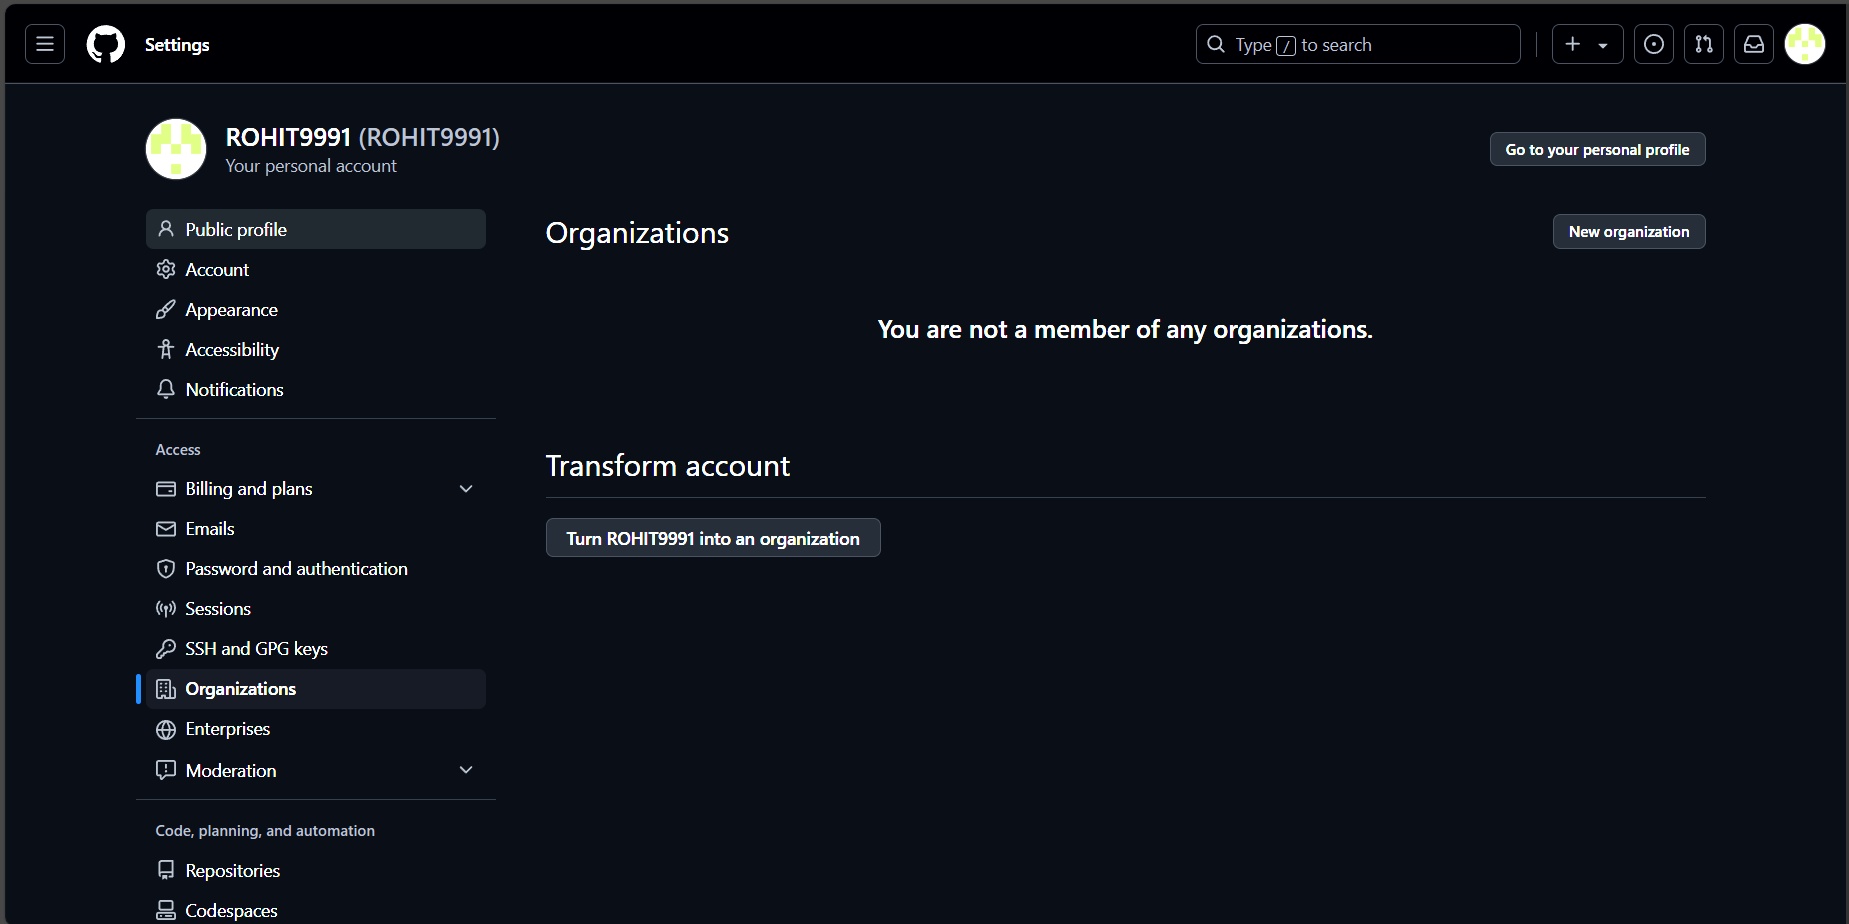 Settings
Type / to search
ROHIT9991 (ROHIT9991)
Your personal account
Go to your personal profile
Public profile
Account
Appearance
Accessibility
Notifications
Access
Billing and plans
Emails
Password and authentication
Sessions
SSH and GPG keys
Organizations
Enterprises
Moderation
Code, planning, and automation
Repositories
Codespaces
Organizations
New organization
You are not a member of any organizations.
Transform account
Turn ROHIT9991 into an organization